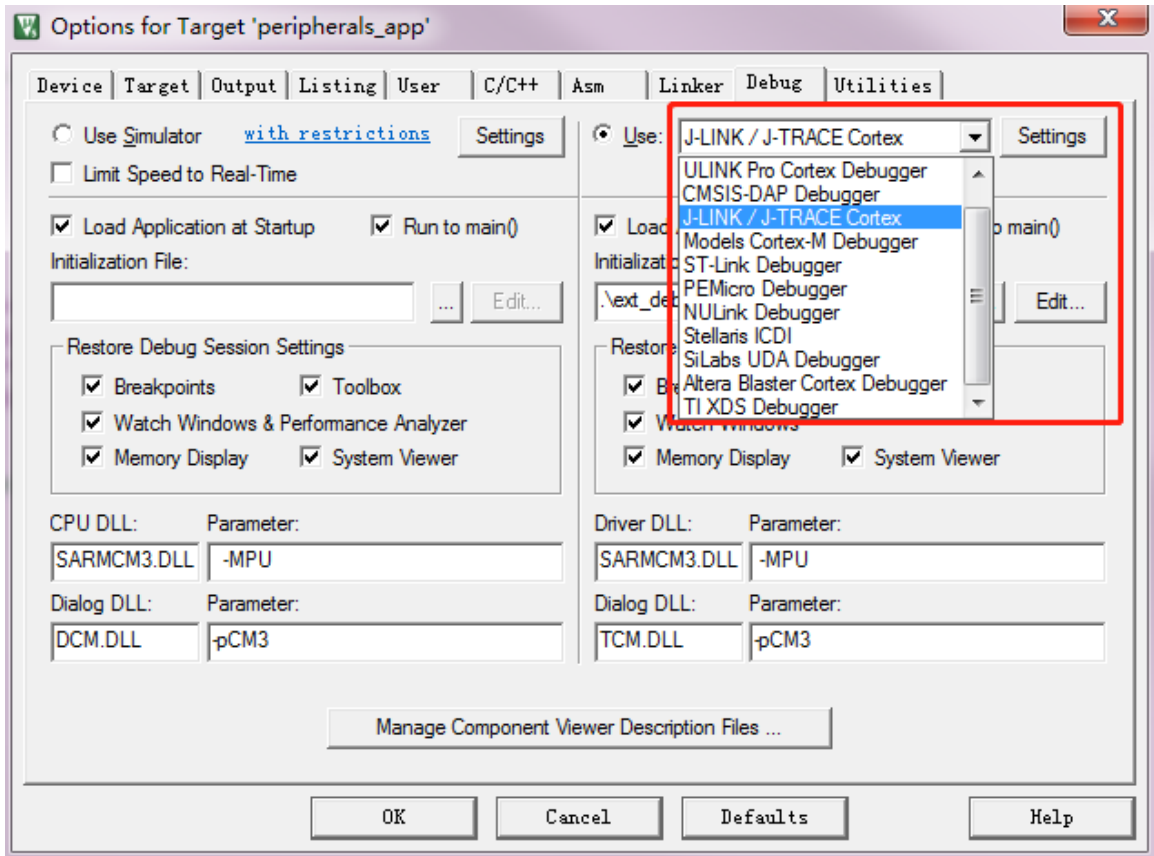 Options for Target 'peripherals_app'
Device Target Output Listing User C/C++ Asm Linker Debug Utilities
Use Simulator with restrictions Settings
Limit Speed to Real-Time
Load Application at Startup Run to main()
Initialization File:
... Edit...
Restore Debug Session Settings
Breakpoints Toolbox
Watch Windows & Performance Analyzer
Memory Display System Viewer
CPU DLL: Parameter:
SARMCM3.DLL -MPU
Dialog DLL: Parameter:
DCM.DLL -pCM3
Use: J-LINK / J-TRACE Cortex Settings
ULINK Pro Cortex Debugger
CMSIS-DAP Debugger
J-LINK / J-TRACE Cortex
Models Cortex-M Debugger
ST-Link Debugger
PEMicro Debugger
NULink Debugger
Stellaris ICDI
SiLabs UDA Debugger
Altera Blaster Cortex Debugger
TI XDS Debugger
main()
.\ext_de Edit...
Restore
Watch Windows
Memory Display System Viewer
Driver DLL: Parameter:
SARMCM3.DLL -MPU
Dialog DLL: Parameter:
TCM.DLL -pCM3
Manage Component Viewer Description Files ...
OK Cancel Defaults Help